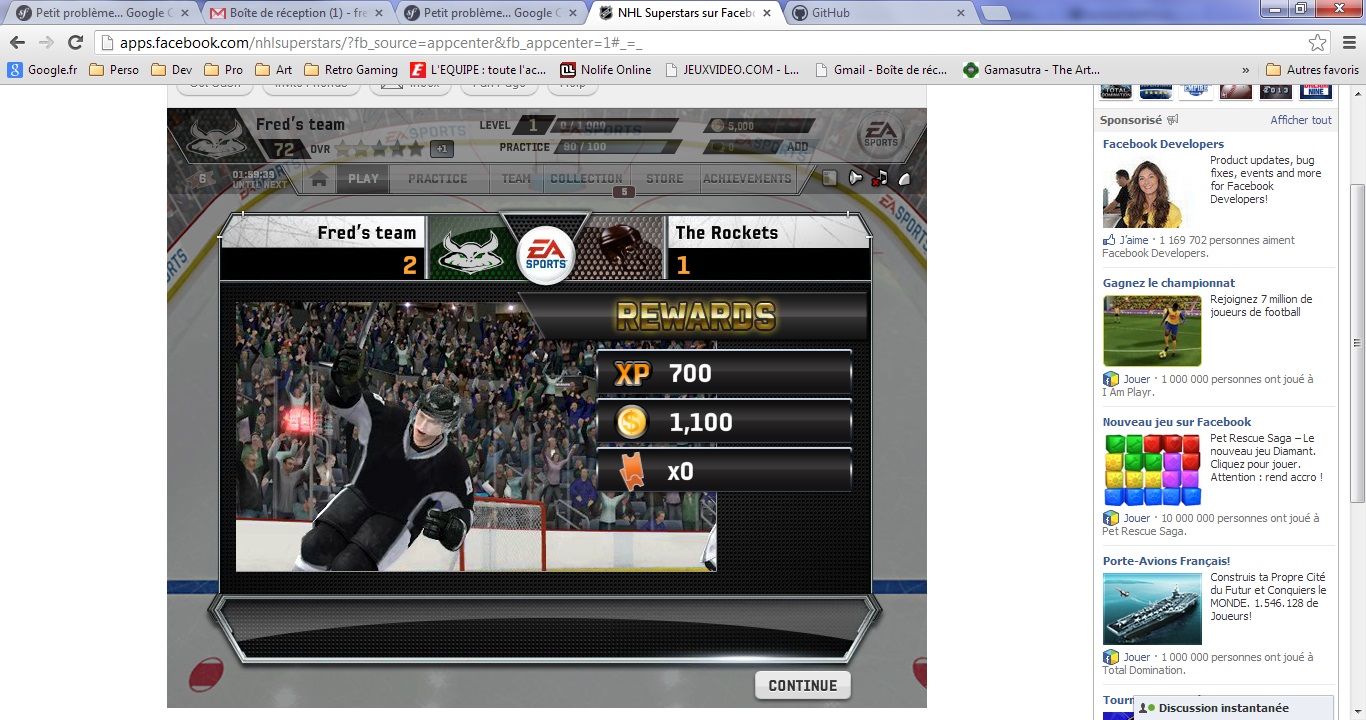 Petit problème... Google C
Boîte de réception (1) - fre
Petit problème... Google C
NHL Superstars sur Facebo
GitHub
apps.facebook.com/nhlsuperstars/?fb_source=appcenter&fb_appcenter=1#_=_
Google.fr Perso Dev Pro Art Retro Gaming L'EQUIPE : toute l'ac... Nolife Online JEUXVIDEO.COM - L... Gmail - Boîte de réc... Gamasutra - The Art... » Autres favoris
Fred's team
LEVEL 1 0 / 1,000 5,000
72 OVR +1 PRACTICE 90 / 100 0 ADD
EA SPORTS
01:59:39
UNTIL NEXT
PLAY PRACTICE TEAM COLLECTION STORE ACHIEVEMENTS
5
Fred's team
2
EA SPORTS
The Rockets
1
REWARDS
XP 700
1,100
x0
CONTINUE
Sponsorisé Afficher tout
Facebook Developers
Product updates, bug
fixes, events and more
for Facebook
Developers!
J'aime · 1 169 702 personnes aiment
Facebook Developers.
Gagnez le championnat
Rejoignez 7 million de
joueurs de football
Jouer · 1 000 000 personnes ont joué à
I Am Playr.
Nouveau jeu sur Facebook
Pet Rescue Saga – Le
nouveau jeu Diamant.
Cliquez pour jouer.
Attention : rend accro !
Jouer · 10 000 000 personnes ont joué à
Pet Rescue Saga.
Porte-Avions Français!
Construis ta Propre Cité
du Futur et Conquiers le
MONDE. 1.546.128 de
Joueurs!
Jouer · 1 000 000 personnes ont joué à
Total Domination.
Discussion instantanée